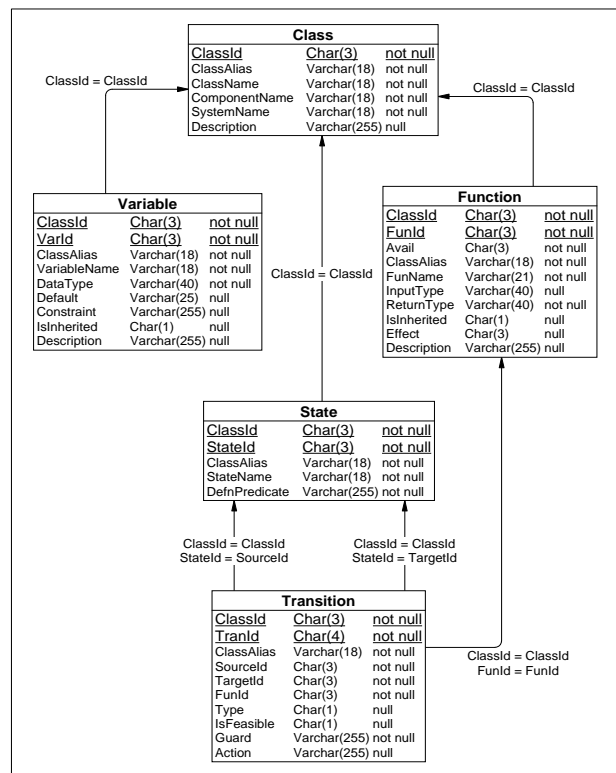 Class
ClassId Char(3) not null
ClassAlias Varchar(18) not null
ClassName Varchar(18) not null
ComponentName Varchar(18) not null
SystemName Varchar(18) not null
Description Varchar(255) null
ClassId = ClassId
ClassId = ClassId
Variable
ClassId Char(3) not null
VarId Char(3) not null
ClassAlias Varchar(18) not null
VariableName Varchar(18) not null
DataType Varchar(40) not null
Default Varchar(25) null
Constraint Varchar(255) null
IsInherited Char(1) null
Description Varchar(255) null
ClassId = ClassId
Function
ClassId Char(3) not null
FunId Char(3) not null
Avail Char(3) not null
ClassAlias Varchar(18) not null
FunName Varchar(21) not null
InputType Varchar(40) null
ReturnType Varchar(40) not null
IsInherited Char(1) null
Effect Char(3) null
Description Varchar(255) null
State
ClassId Char(3) not null
StateId Char(3) not null
ClassAlias Varchar(18) not null
StateName Varchar(18) not null
DefnPredicate Varchar(255) not null
ClassId = ClassId
StateId = SourceId
ClassId = ClassId
StateId = TargetId
Transition
ClassId Char(3) not null
TranId Char(4) not null
ClassAlias Varchar(18) not null
SourceId Char(3) not null
TargetId Char(3) not null
FunId Char(3) not null
Type Char(1) null
IsFeasible Char(1) null
Guard Varchar(255) not null
Action Varchar(255) null
ClassId = ClassId
FunId = FunId